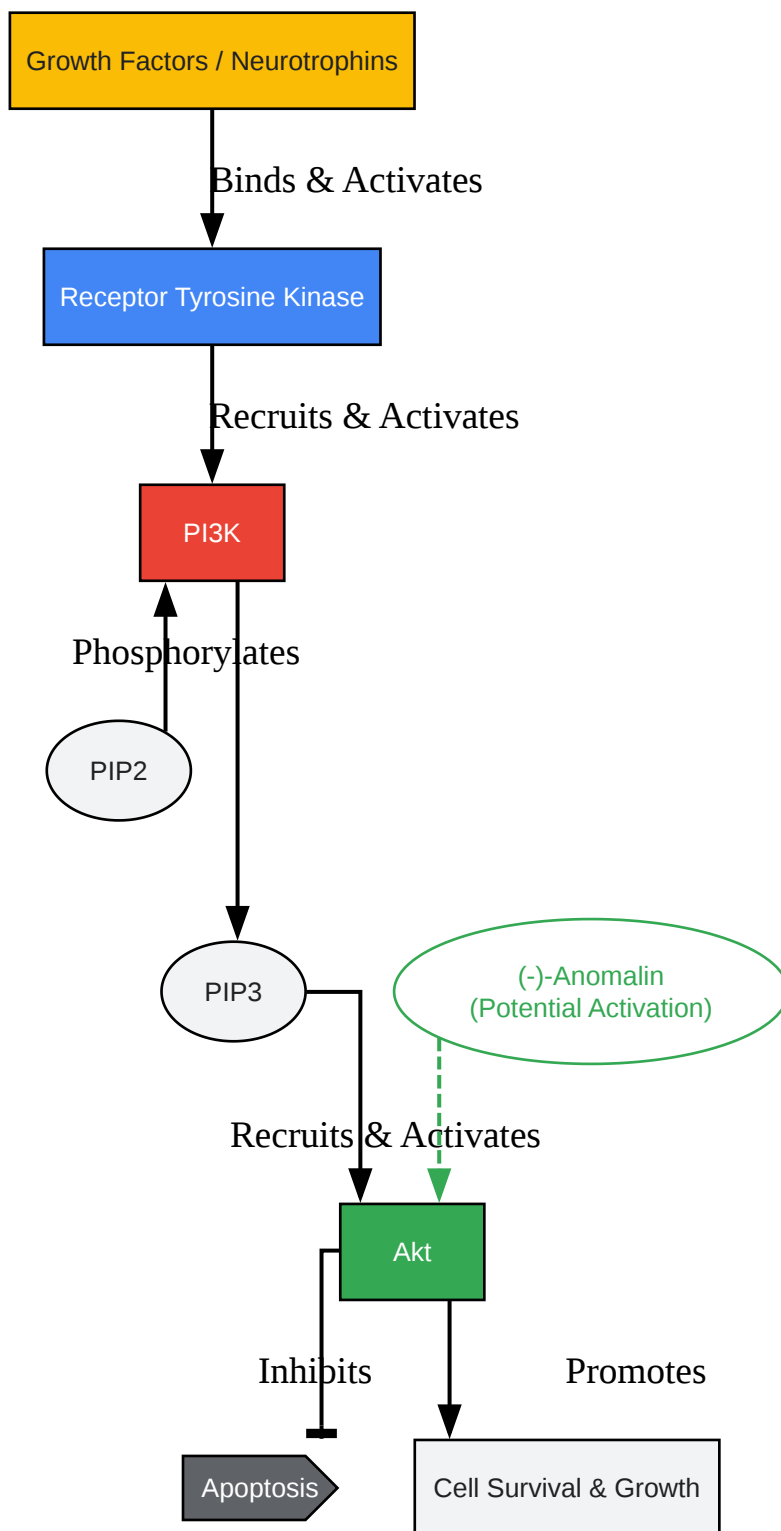 Growth Factors / Neurotrophins
Binds & Activates
Receptor Tyrosine Kinase
Recruits & Activates
PI3K
Phosphorylates
PIP2
PIP3
(-)-Anomalin
(Potential Activation)
Recruits & Activates
Akt
Inhibits
Promotes
Apoptosis
Cell Survival & Growth